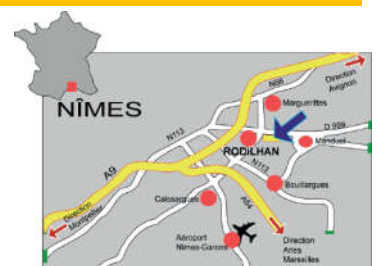 NÎMES
N86
Direction
Avignon
Marguerittes
N113
D 999
RODILHAN
Manduel
N113
A9
Bouillargues
Direction
Montpellier
Caissargues
A54
Aéroport
Nîmes-Garons
Direction
Arles
Marseilles